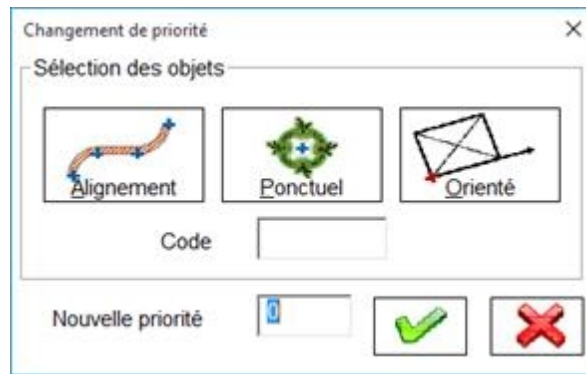 Changement de priorité
Sélection des objets
Alignement Ponctuel Orienté
Code
Nouvelle priorité 0